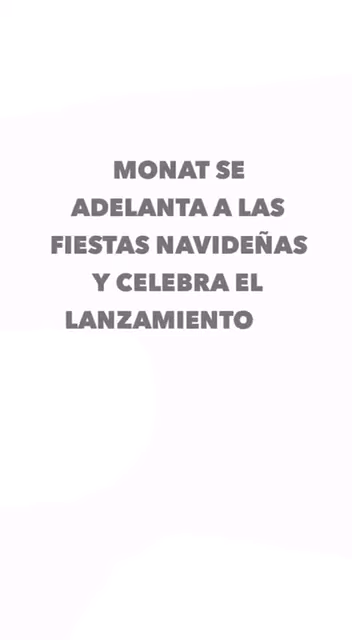 MONAT SE
ADELANTA A LAS
FIESTAS NAVIDEÑAS
Y CELEBRA EL
LANZAMIENTO